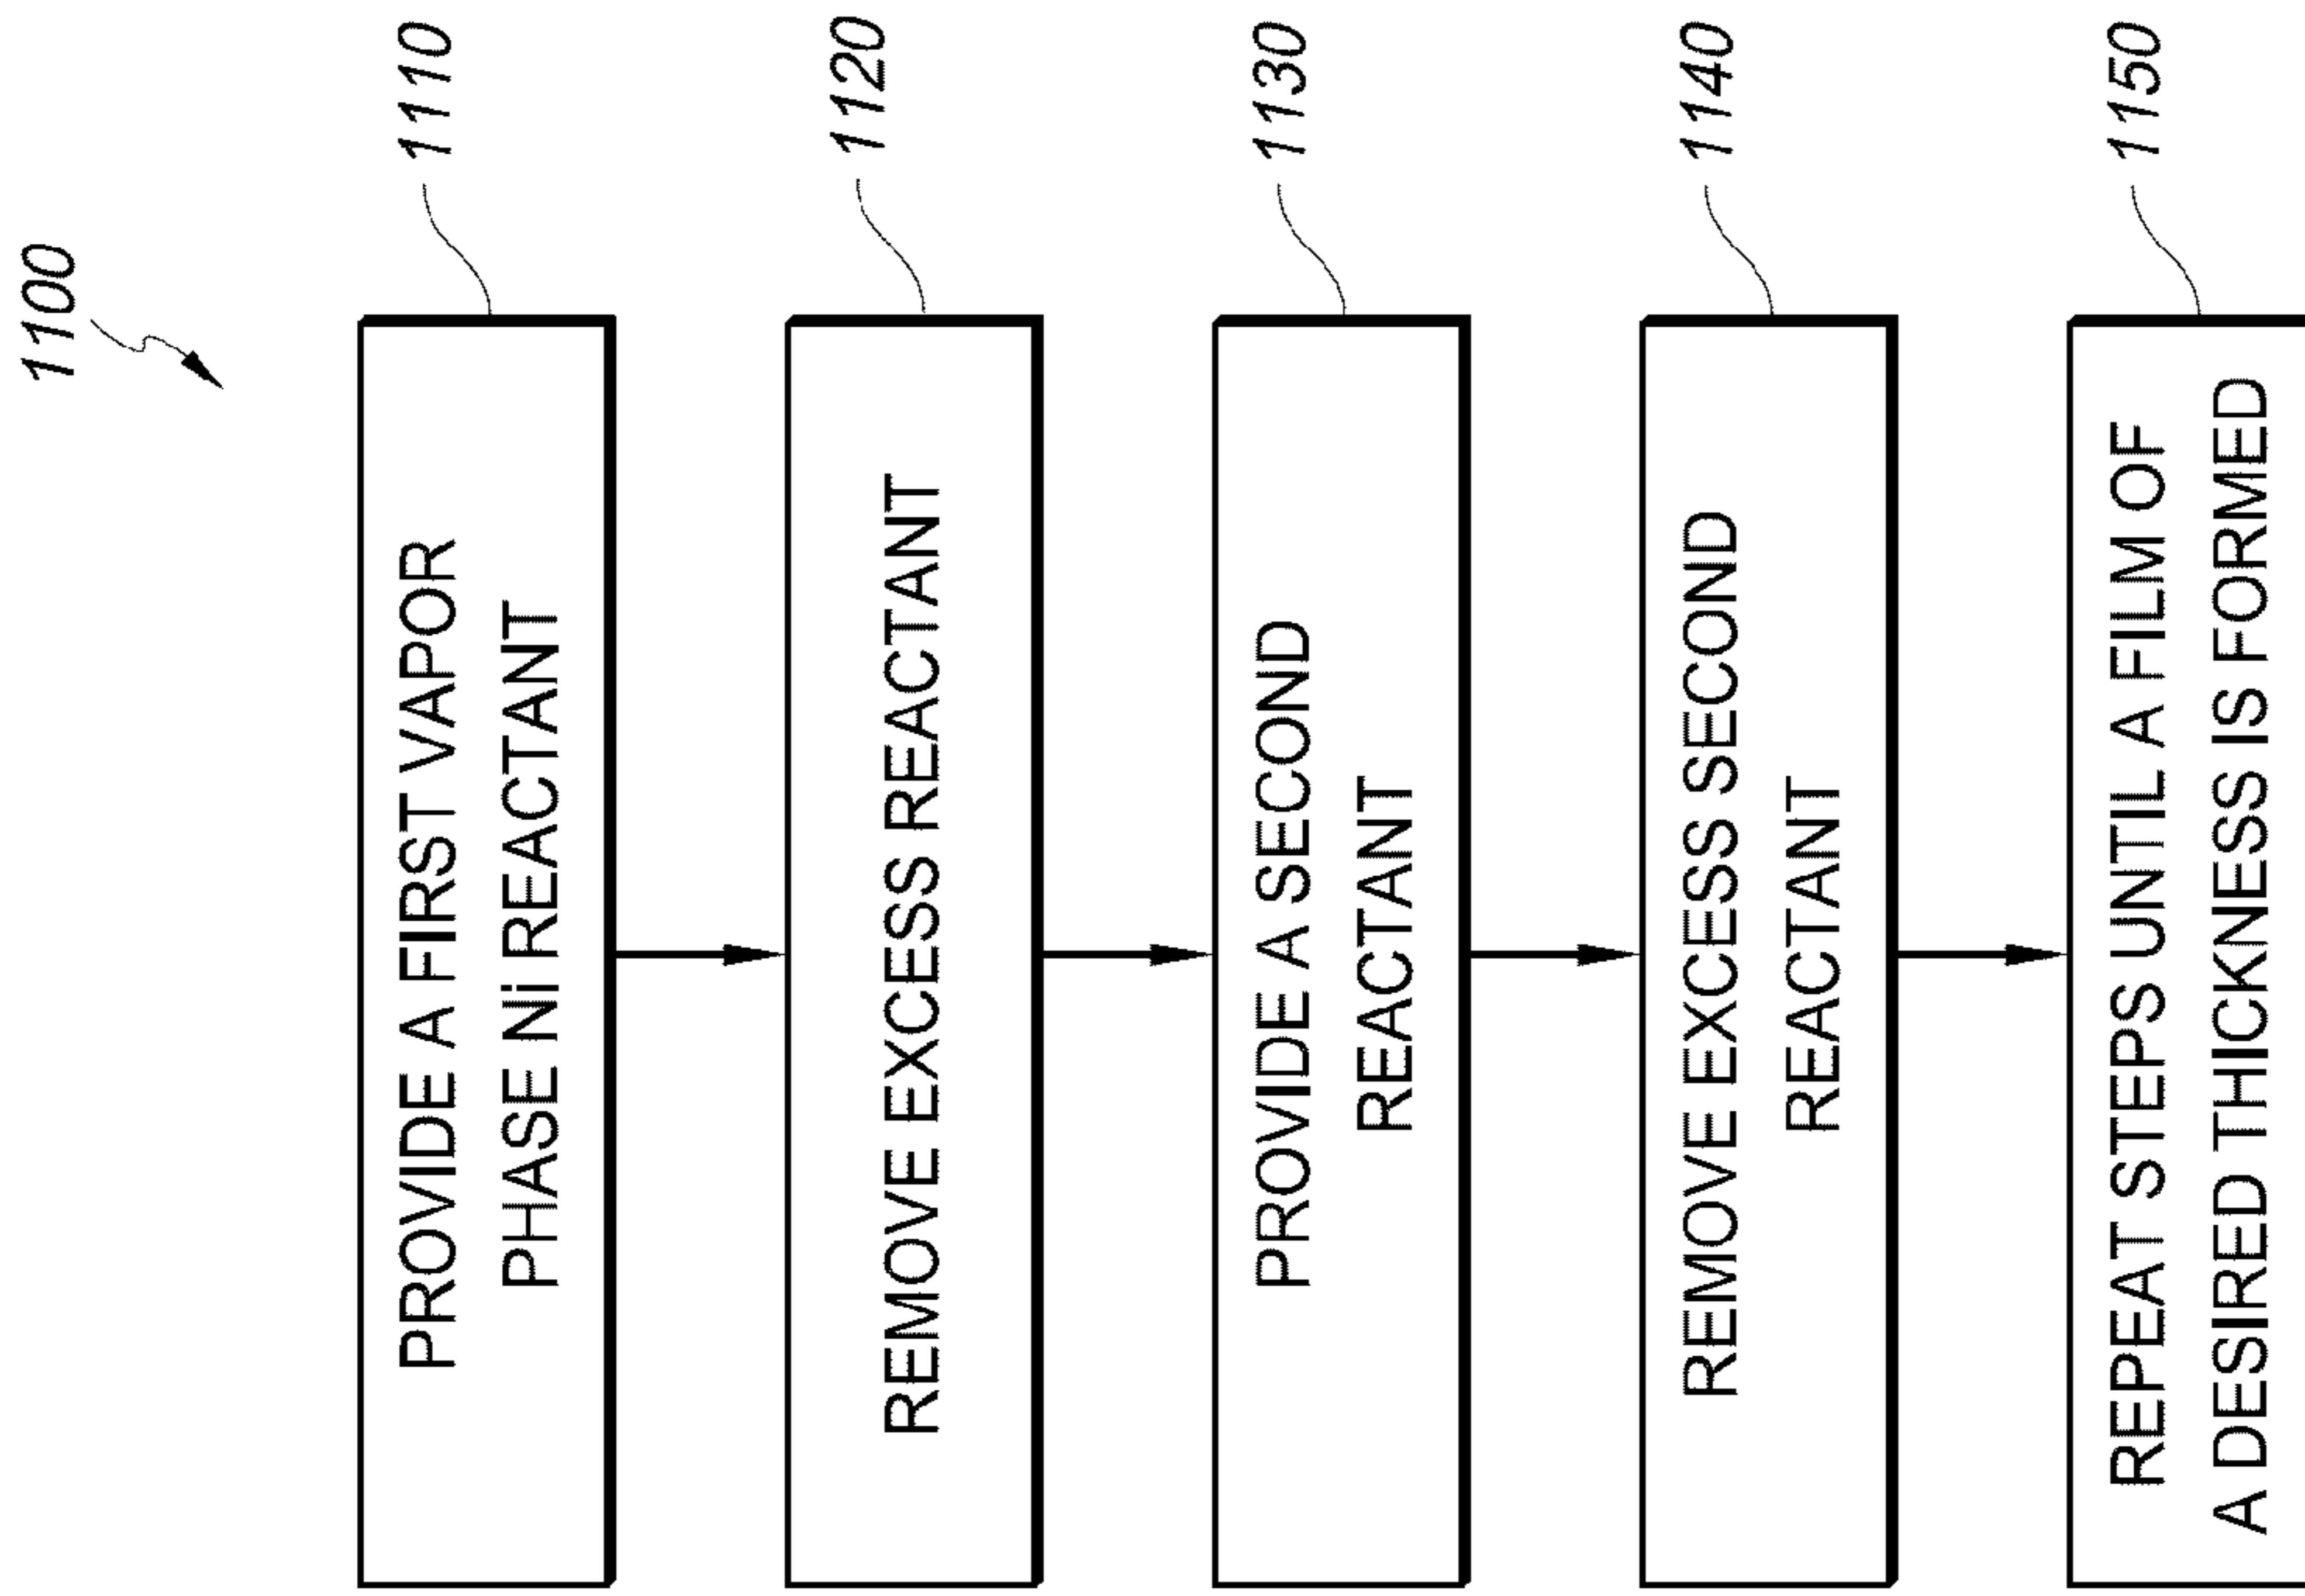 1100
PROVIDE A FIRST VAPOR
PHASE Ni REACTANT
1110
REMOVE EXCESS REACTANT
1120
PROVIDE A SECOND
REACTANT
1130
REMOVE EXCESS SECOND
REACTANT
1140
REPEAT STEPS UNTIL A FILM OF
A DESIRED THICKNESS IS FORMED
1150